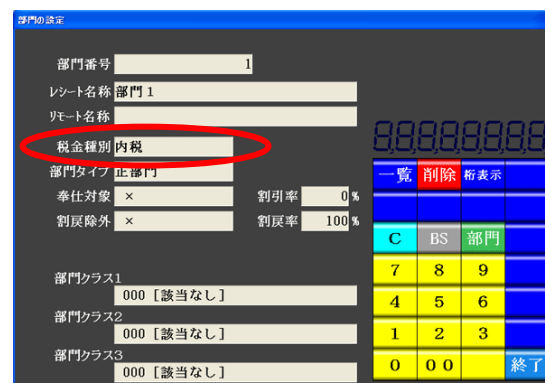 部門の設定
部門番号 1
レシート名称 部門1
リモート名称
税金種別 内税
部門タイプ 正部門
奉仕対象 × 割引率 0 %
割戻除外 × 割戻率 100 %
部門クラス1
000 [該当なし]
部門クラス2
000 [該当なし]
部門クラス3
000 [該当なし]
一覧 削除 桁表示
C BS 部門
7 8 9
4 5 6
1 2 3
0 00 終了